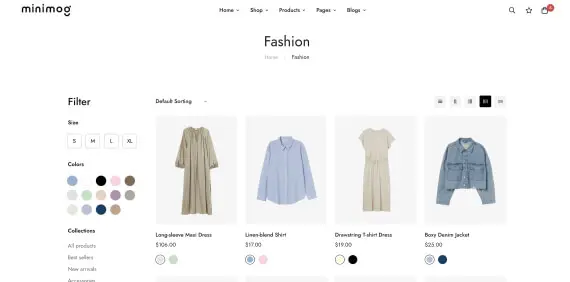 minimog
Home Shop Products Pages Blogs
Fashion
Home Fashion
Filter
Default Sorting
Size
S M L XL
Colors
Collections
All products
Best sellers
New arrivals
Accessories
Long-sleeve Maxi Dress
$106.00
Linen-blend Shirt
$17.00
Drawstring T-shirt Dress
$19.00
Boxy Denim Jacket
$25.00